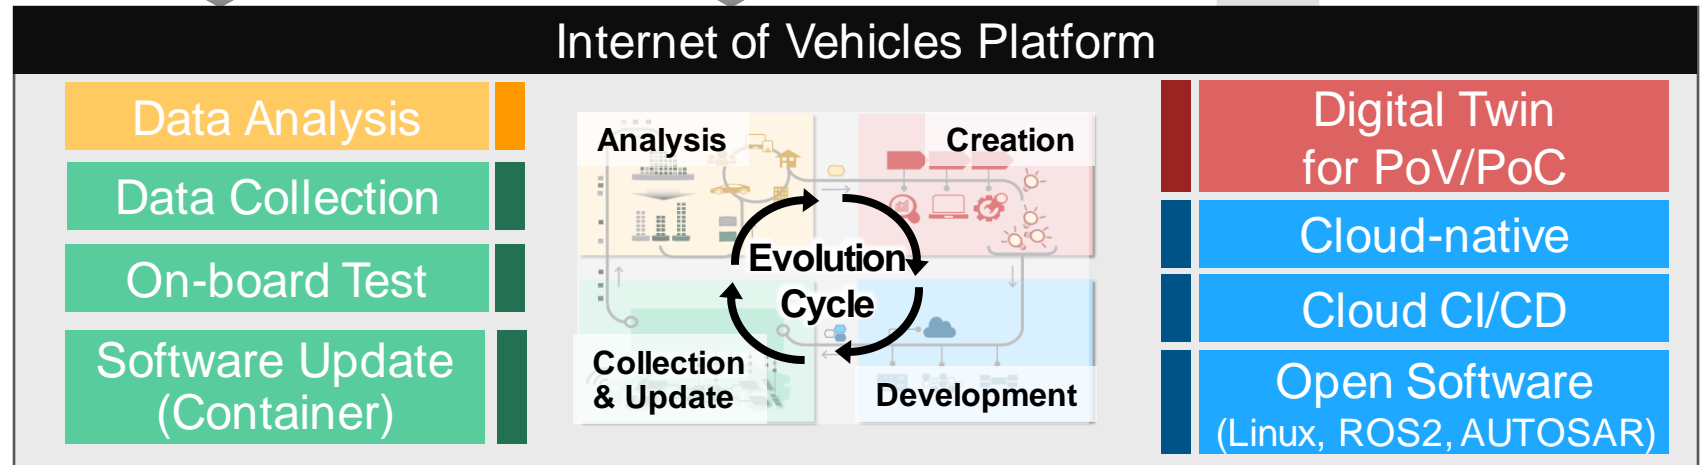 Internet of Vehicles Platform
Data Analysis
Data Collection
On-board Test
Software Update
(Container)
Analysis
Creation
Evolution
Cycle
Collection
& Update
Development
Digital Twin
for PoV/PoC
Cloud-native
Cloud CI/CD
Open Software
(Linux, ROS2, AUTOSAR)